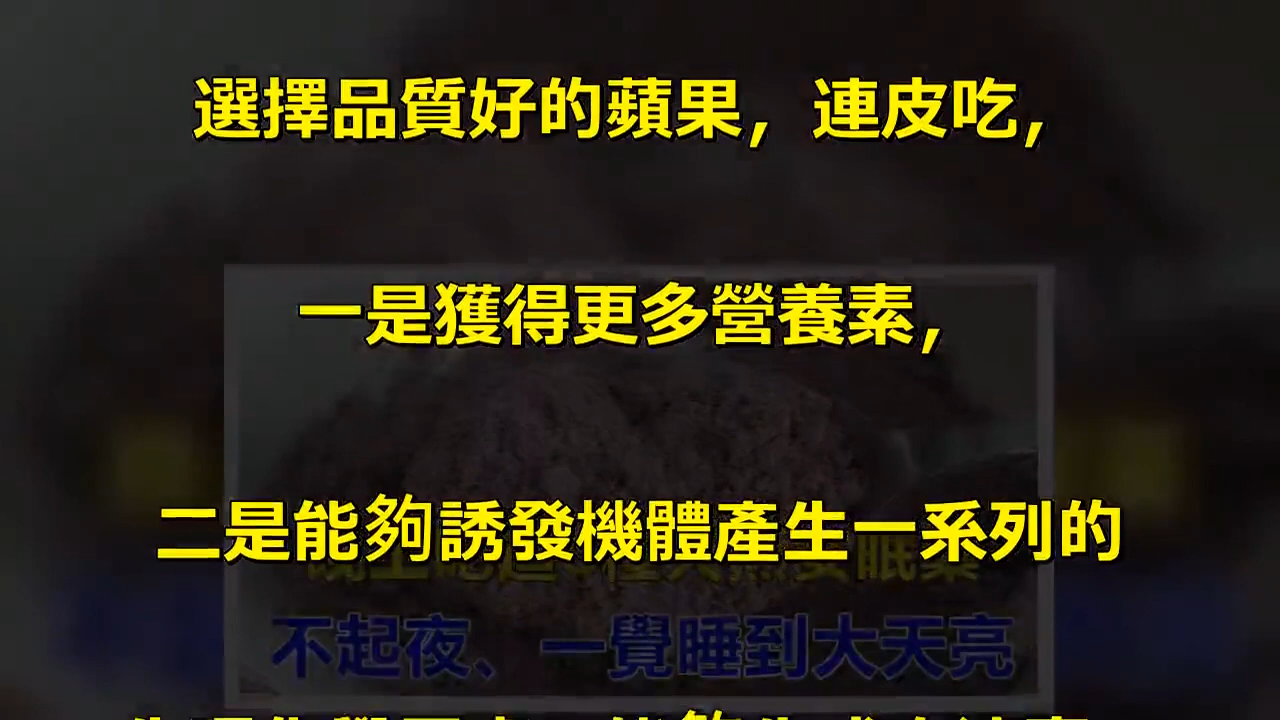 選擇品質好的蘋果，連皮吃，
一是獲得更多營養素，
二是能夠誘發機體產生一系列的
不起夜、一覺睡到大天亮